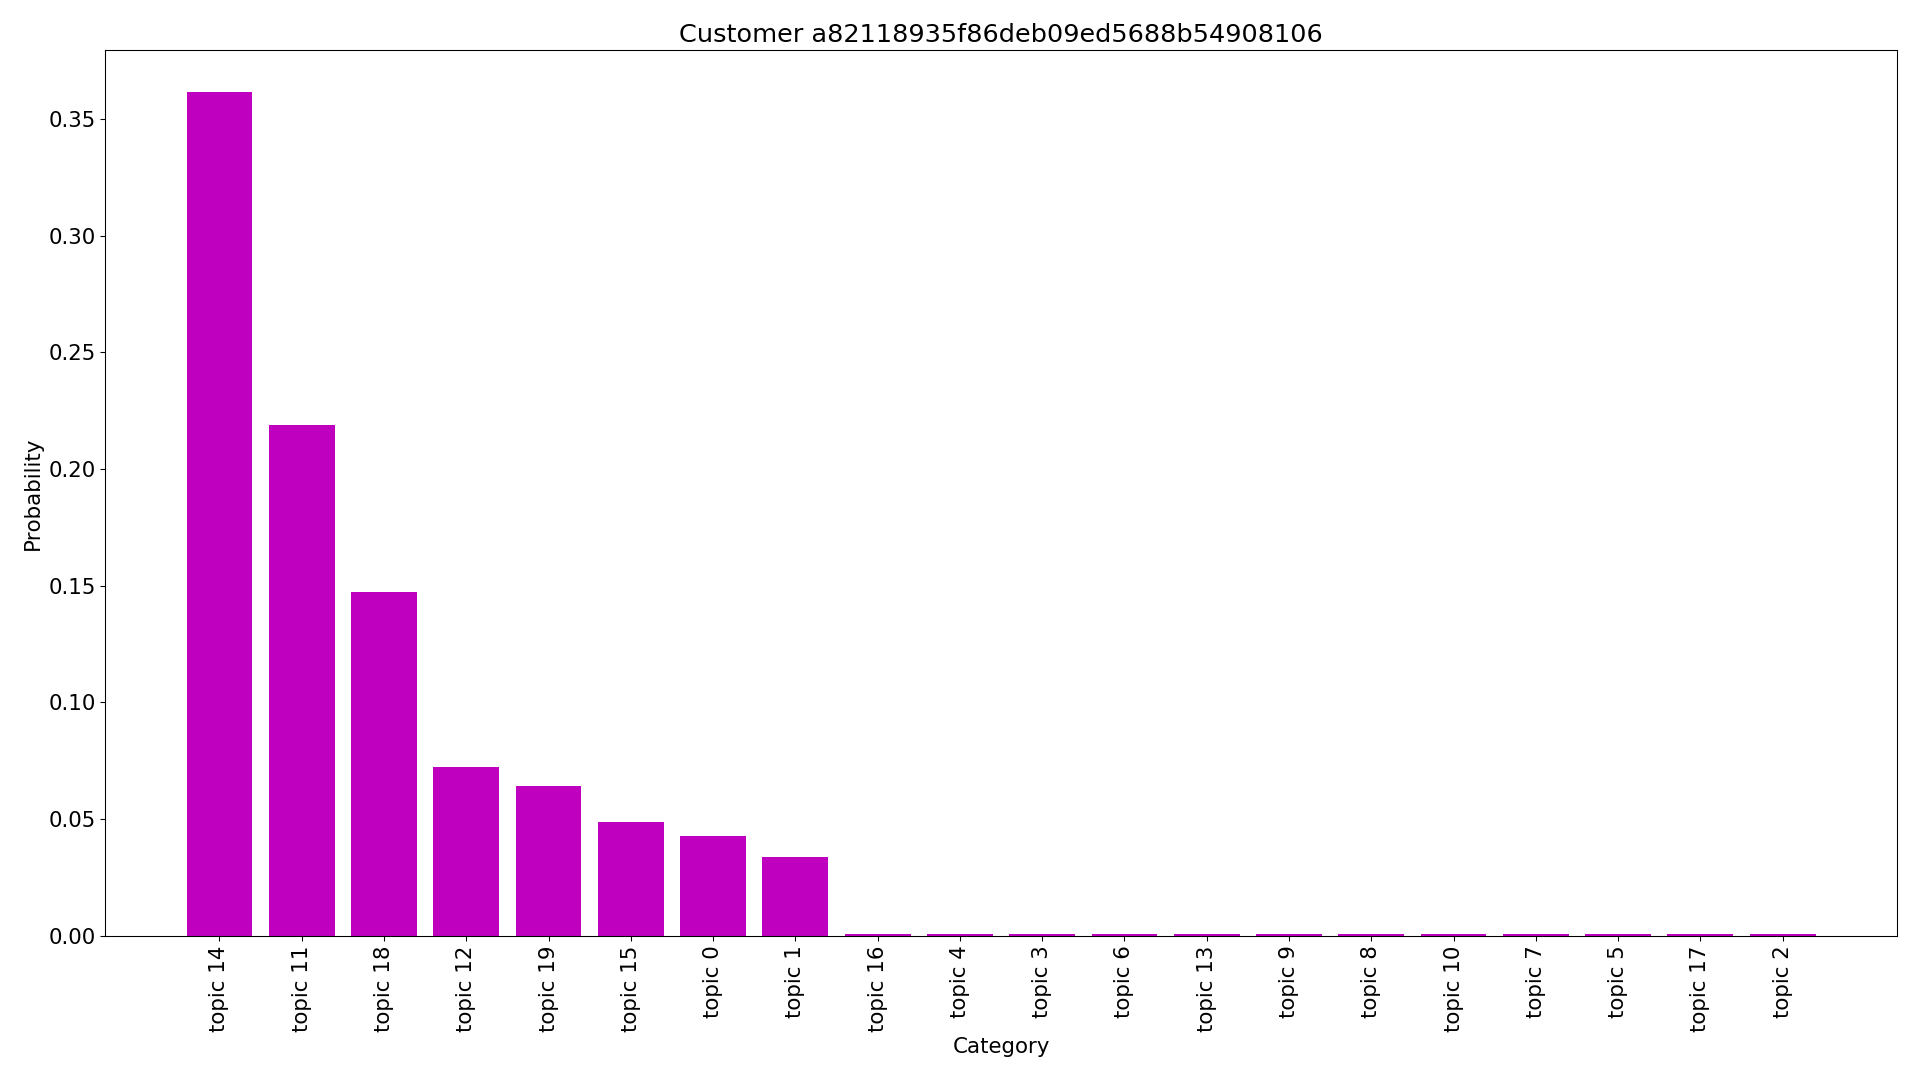 Customer a82118935f86deb09ed5688b54908106
Probability
0.35
0.30
0.25
0.20
0.15
0.10
0.05
0.00
topic 14
topic 11
topic 18
topic 12
topic 19
topic 15
topic 0
topic 1
topic 16
topic 4
topic 3
topic 6
topic 13
topic 9
topic 8
topic 10
topic 7
topic 5
topic 17
topic 2
Category